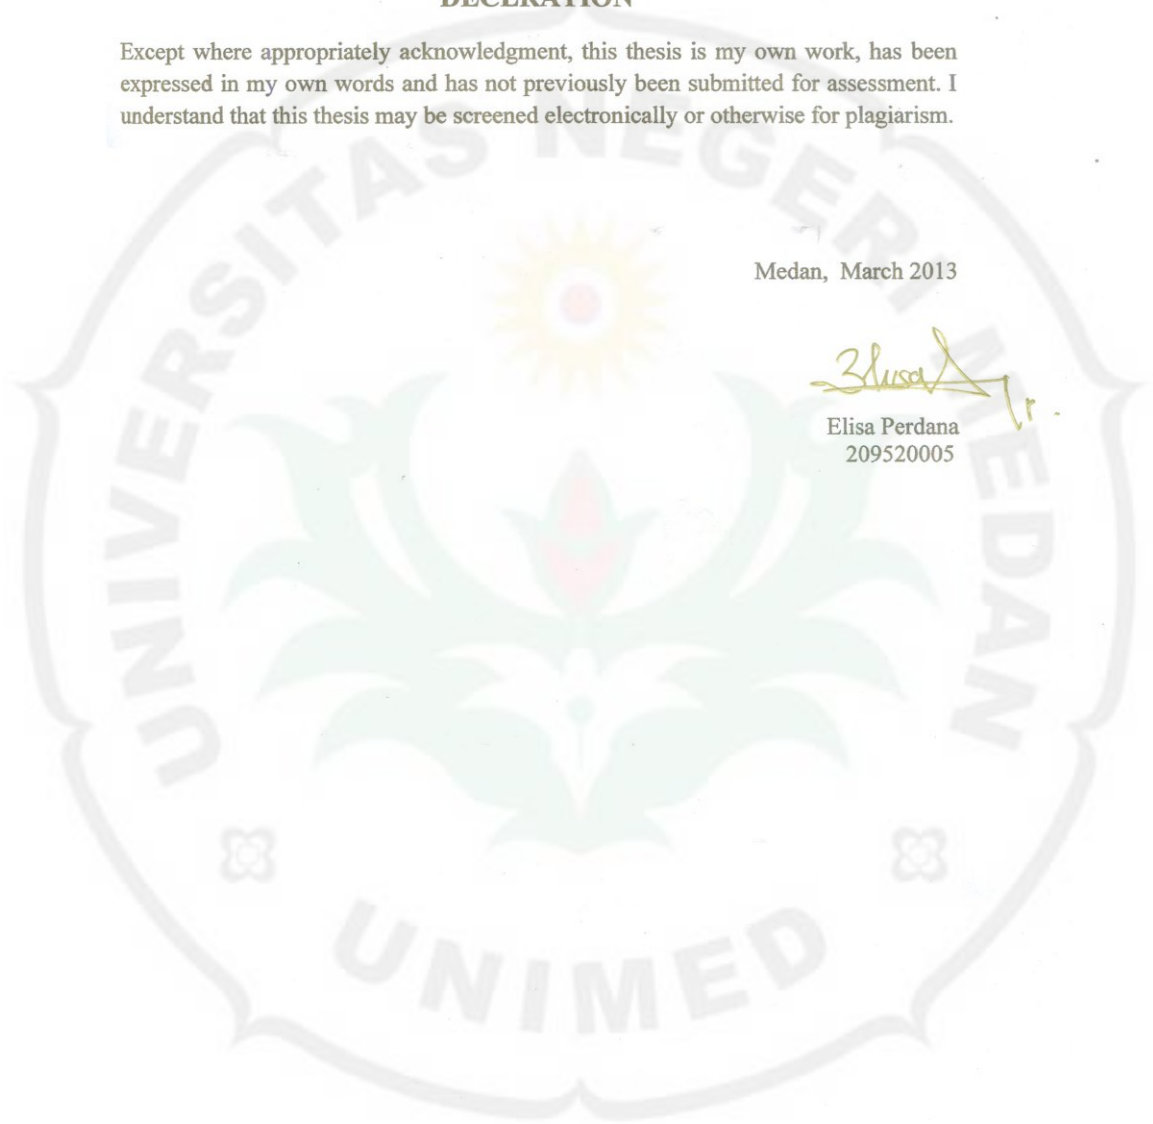 DECLERATION
Except where appropriately acknowledgment, this thesis is my own work, has been
expressed in my own words and has not previously been submitted for assessment. I
understand that this thesis may be screened electronically or otherwise for plagiarism.
UNIVERSITAS NEGERI MEDAN
Medan, March 2013
Elisa Perdana
209520005
UNIMED